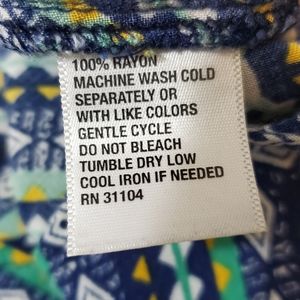 100% RAYON
MACHINE WASH COLD
SEPARATELY OR
WITH LIKE COLORS
GENTLE CYCLE
DO NOT BLEACH
TUMBLE DRY LOW
COOL IRON IF NEEDED
RN 31104